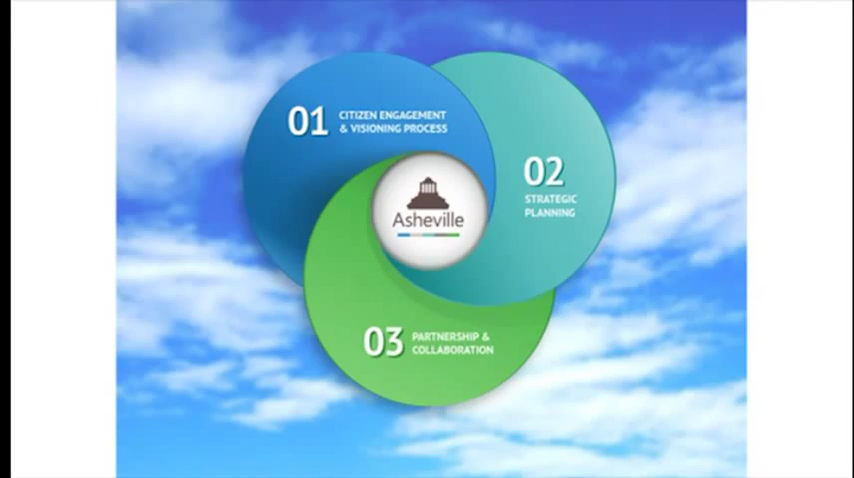 01
CITIZEN ENGAGEMENT
& VISIONING PROCESS
02
STRATEGIC
PLANNING
Asheville
03
PARTNERSHIP &
COLLABORATION